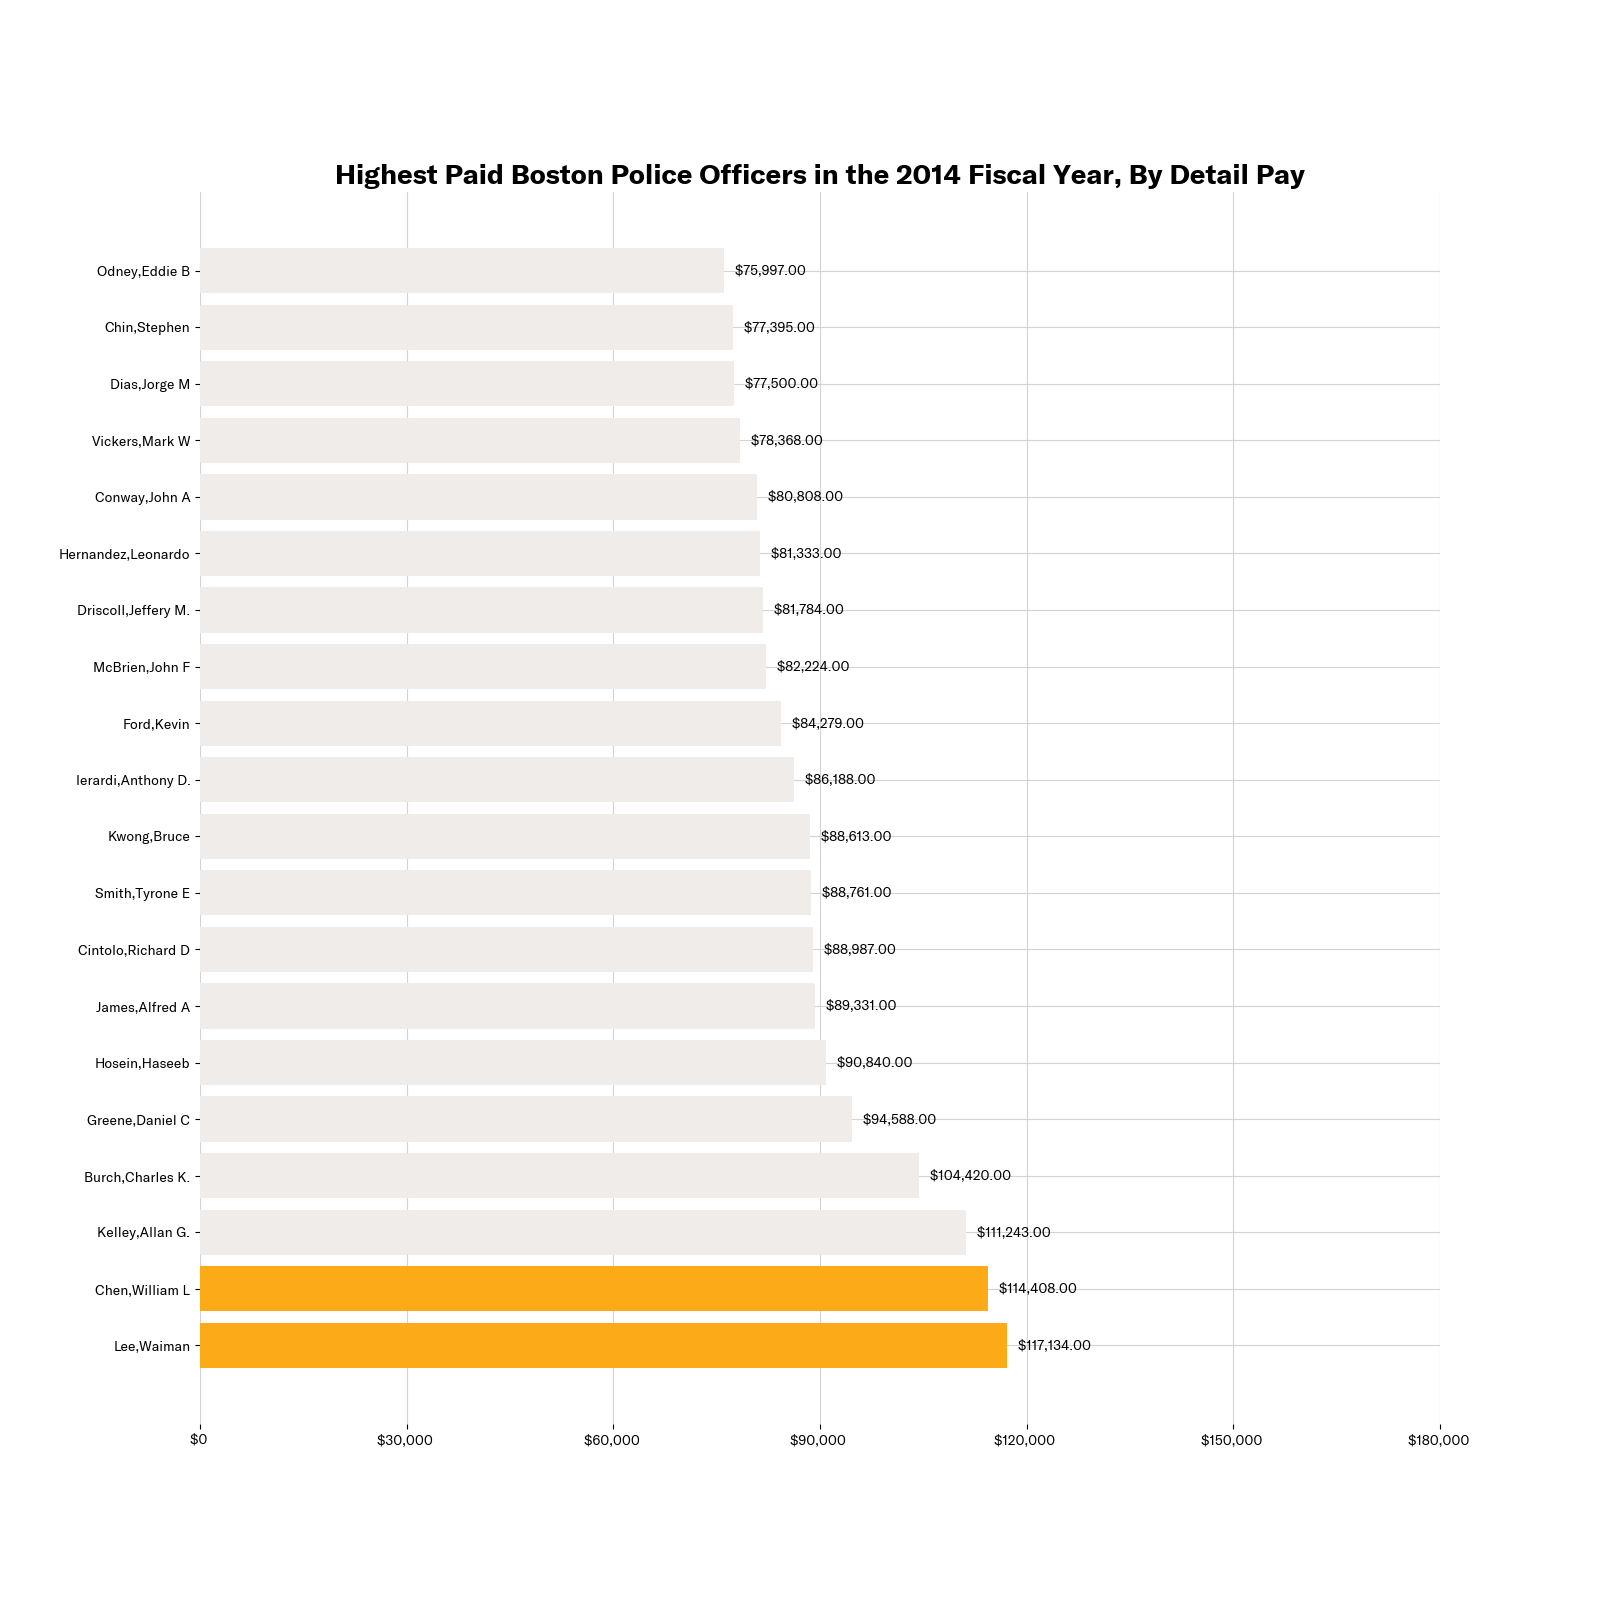 Highest Paid Boston Police Officers in the 2014 Fiscal Year, By Detail Pay
Odney,Eddie B $75,997.00
Chin,Stephen $77,395.00
Dias,Jorge M $77,500.00
Vickers,Mark W $78,368.00
Conway,John A $80,808.00
Hernandez,Leonardo $81,333.00
Driscoll,Jeffery M. $81,784.00
McBrien,John F $82,224.00
Ford,Kevin $84,279.00
Ierardi,Anthony D. $86,188.00
Kwong,Bruce $88,613.00
Smith,Tyrone E $88,761.00
Cintolo,Richard D $88,987.00
James,Alfred A $89,331.00
Hosein,Haseeb $90,840.00
Greene,Daniel C $94,588.00
Burch,Charles K. $104,420.00
Kelley,Allan G. $111,243.00
Chen,William L $114,408.00
Lee,Waiman $117,134.00
$0 $30,000 $60,000 $90,000 $120,000 $150,000 $180,000